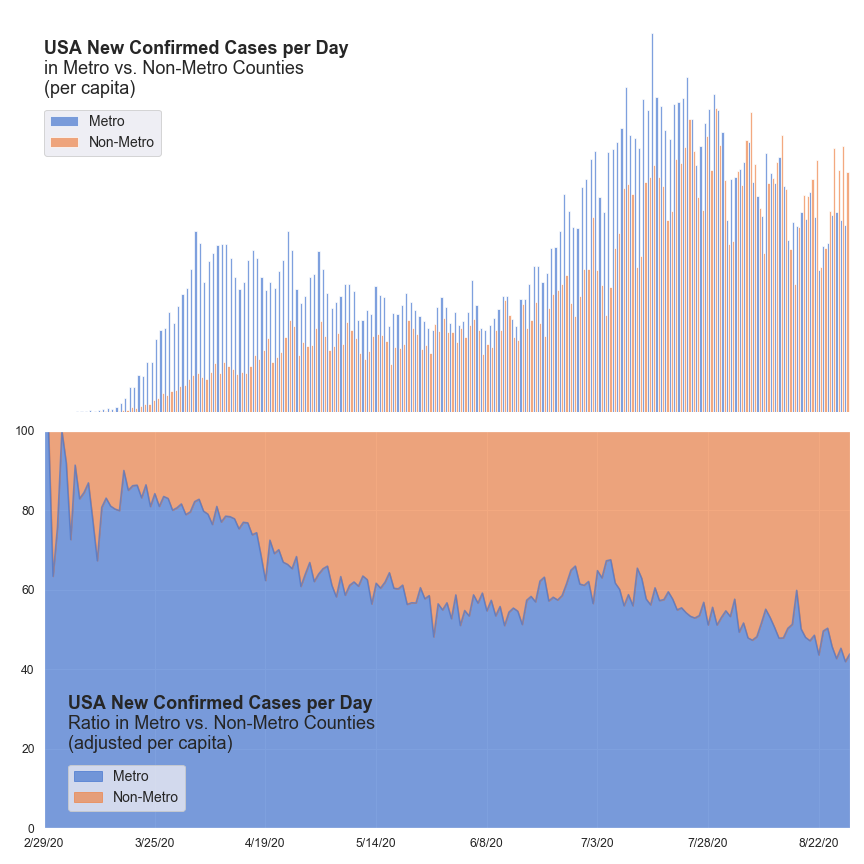 USA New Confirmed Cases per Day
in Metro vs. Non-Metro Counties
(per capita)
Metro
Non-Metro
100
80
60
40
20
0
USA New Confirmed Cases per Day
Ratio in Metro vs. Non-Metro Counties
(adjusted per capita)
Metro
Non-Metro
2/29/20 3/25/20 4/19/20 5/14/20 6/8/20 7/3/20 7/28/20 8/22/20